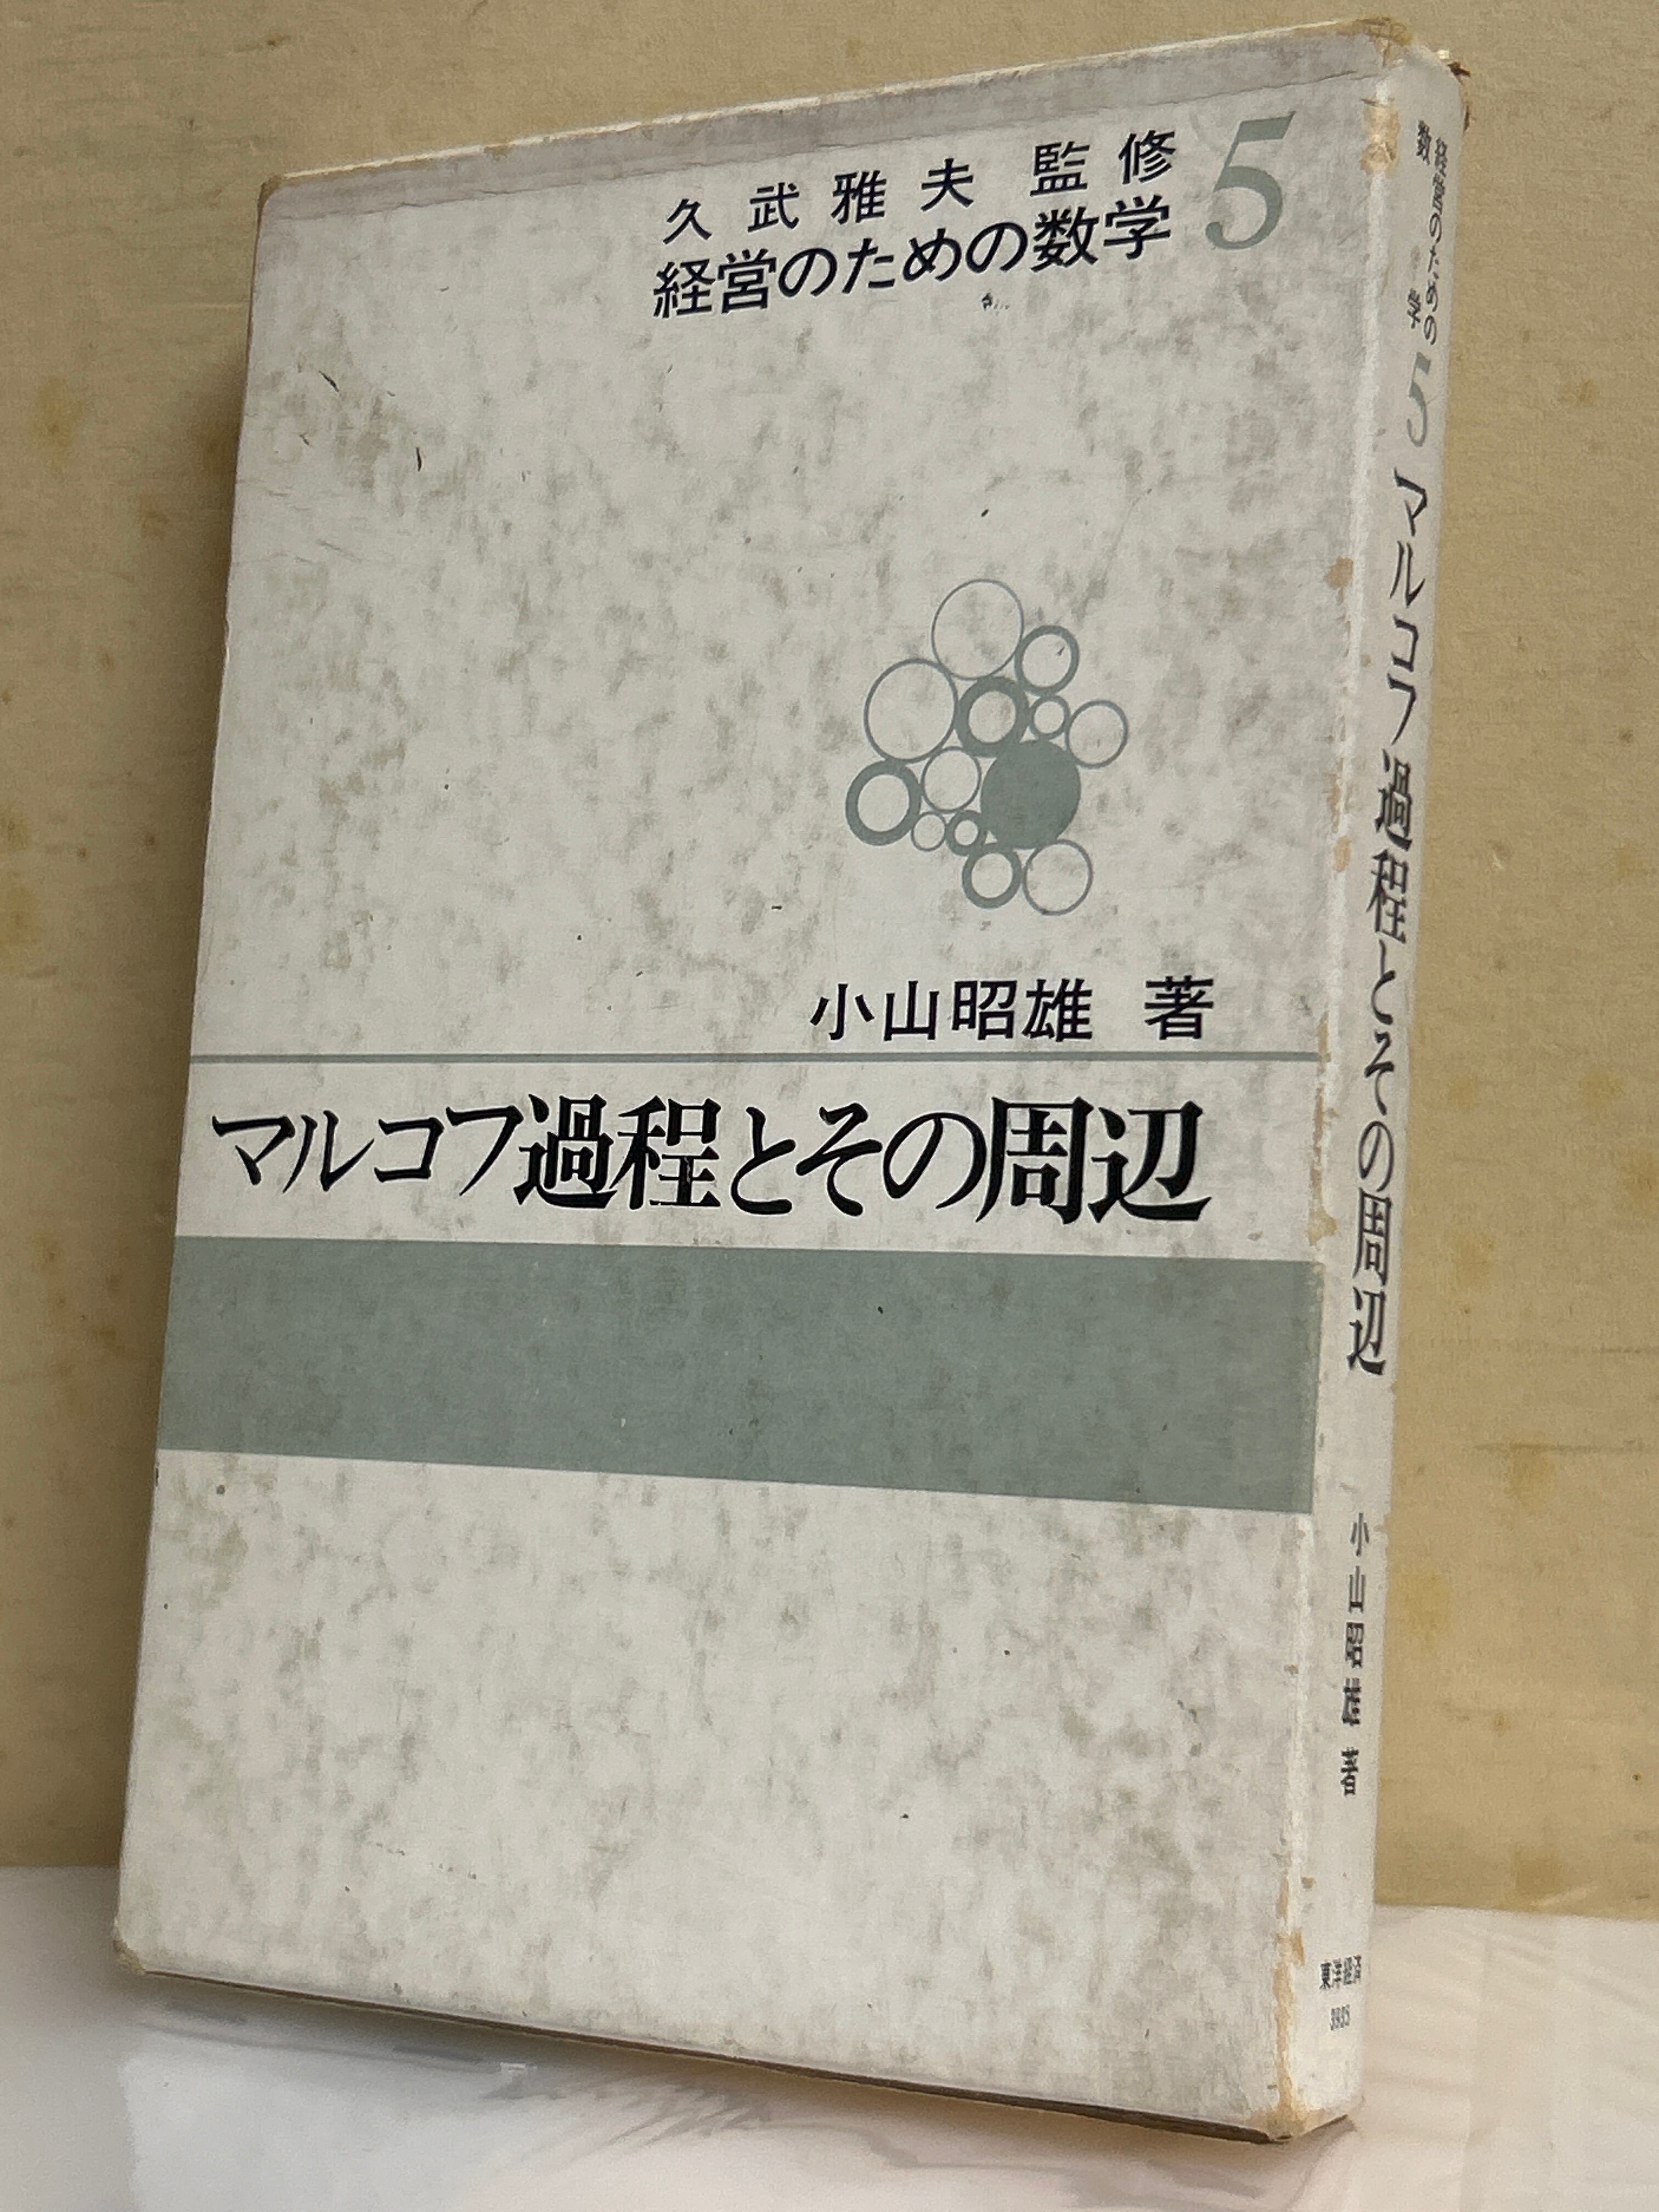 久武雅夫 監修
経営のための数学
5
小山昭雄 著
マルコフ過程とその周辺
経営のための
数学
5
マルコフ過程とその周辺
小山昭雄 著
東洋経済